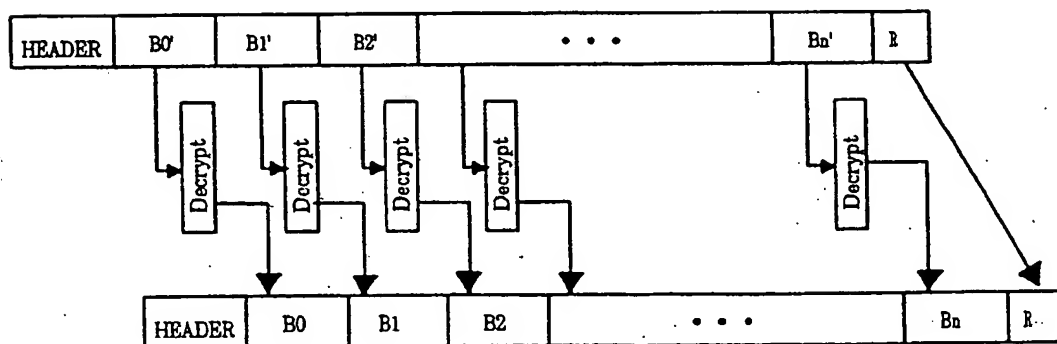 HEADER B0' B1' B2' • • • Bn' R
Decrypt Decrypt Decrypt Decrypt Decrypt
HEADER B0 B1 B2 • • • Bn R